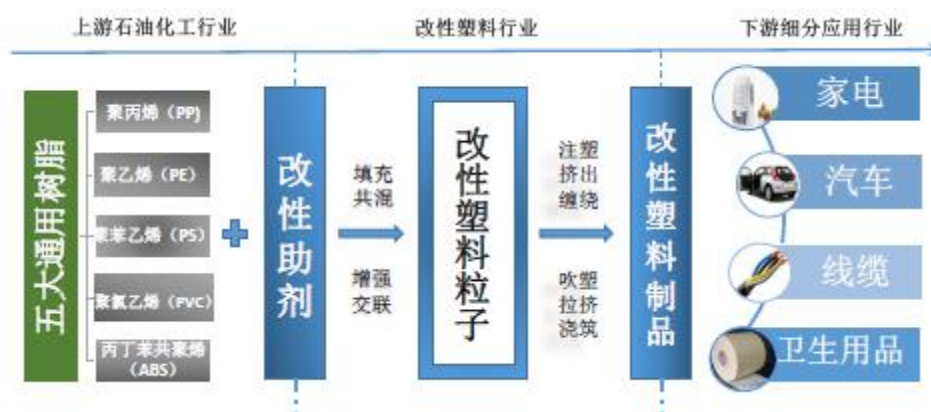 上游石油化工行业
改性塑料行业
下游细分应用行业
五大通用树脂
聚丙烯（PP)
聚乙烯（PE）
聚苯乙烯（PS）
聚氯乙烯（PVC）
丙丁苯共聚烯
（ABS）
改性助剂
填充
共混
增强
交联
改性塑料粒子
注塑
挤出
缠绕
吹塑
拉挤
浇筑
改性塑料制品
家电
汽车
线缆
卫生用品